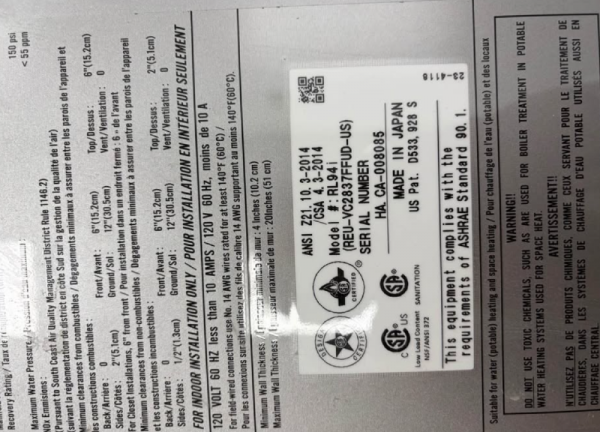 Recovery Rating / Taux de
150 psi
Maximum Water Pressure /
< 55 ppm
NOx Emmisions:
(Pursuant to South Coast Air Quality Management District Rule 1146.2)
suivant la réglementation du district en côte Sud sur la gestion de la qualité de l'air)
Minimum clearances from combustibles: / Dégagements minimaux à assurer entre les parois de l'appareil et
les constructions combustibles:
Back/Arrière: 0 Front/Avant: 6"(15.2cm) Top/Dessus: 6"(15.2cm)
Sides/Côtes: 2"(5.1cm) Ground/Sol: 12"(30.5cm) Vent/Ventilation: 0
For Closet Installations, 6" from front / Pour installation dans un endroit fermé: 6" de l'avant
Minimum clearances from non-combustibles / Dégagements minimaux à assurer entre les parois de l'appareil
et les constructions incombustibles:
Back/Arrière: 0 Front/Avant: 6"(15.2cm) Top/Dessus: 2"(5.1cm)
Sides/Côtes: 1/2"(1.3cm) Ground/Sol: 12"(30.5cm) Vent/Ventilation: 0
FOR INDOOR INSTALLATION ONLY / POUR INSTALLATION EN INTÉRIEUR SEULEMENT
120 VOLT 60 HZ less than 10 AMPS / 120 V 60 Hz, moins de 10 A
For field-wired connections use No. 14 AWG wires rated for at least 140°F (60°C) /
Pour les connections sur site utilisez des fils de calibre 14 AWG supportant au moins 140°F(60°C).
Minimum Wall Thickness: / minimale de mur: 4 Inches (10.2 cm)
Maximum Wall Thickness: / maximale de mur: 20Inches (51 cm)
23-4118
ANSI Z21.10.3-2014
/CSA 4.3-2014
Model #: RL94i
(REU-VC2837FFUD-US)
SERIAL NUMBER
HA. CA-008085
MADE IN JAPAN
US Pat. D533, 928 S
DESIGN
CERTIFIED
C US
Low Lead Content
NSF/ANSI 372
SANITATION
This equipment complies with the
requirements of ASHRAE Standard 90.1.
Suitable for water (potable) heating and space heating / Pour chauffage de l'eau (potable) et des locaux
WARNING!!
DO NOT USE TOXIC CHEMICALS, SUCH AS ARE USED FOR BOILER TREATMENT IN POTABLE
WATER HEATING SYSTEMS USED FOR SPACE HEAT.
AVERTISSEMENT!!
N'UTILISEZ PAS DE PRODUITS CHIMIQUES, COMME CEUX SERVANT POUR LE TRAITEMENT DE
CHAUDIÈRES, DANS LES SYSTÈMES DE CHAUFFAGE D'EAU POTABLE UTILISÉS AUSSI EN
CHAUFFAGE CENTRAL.